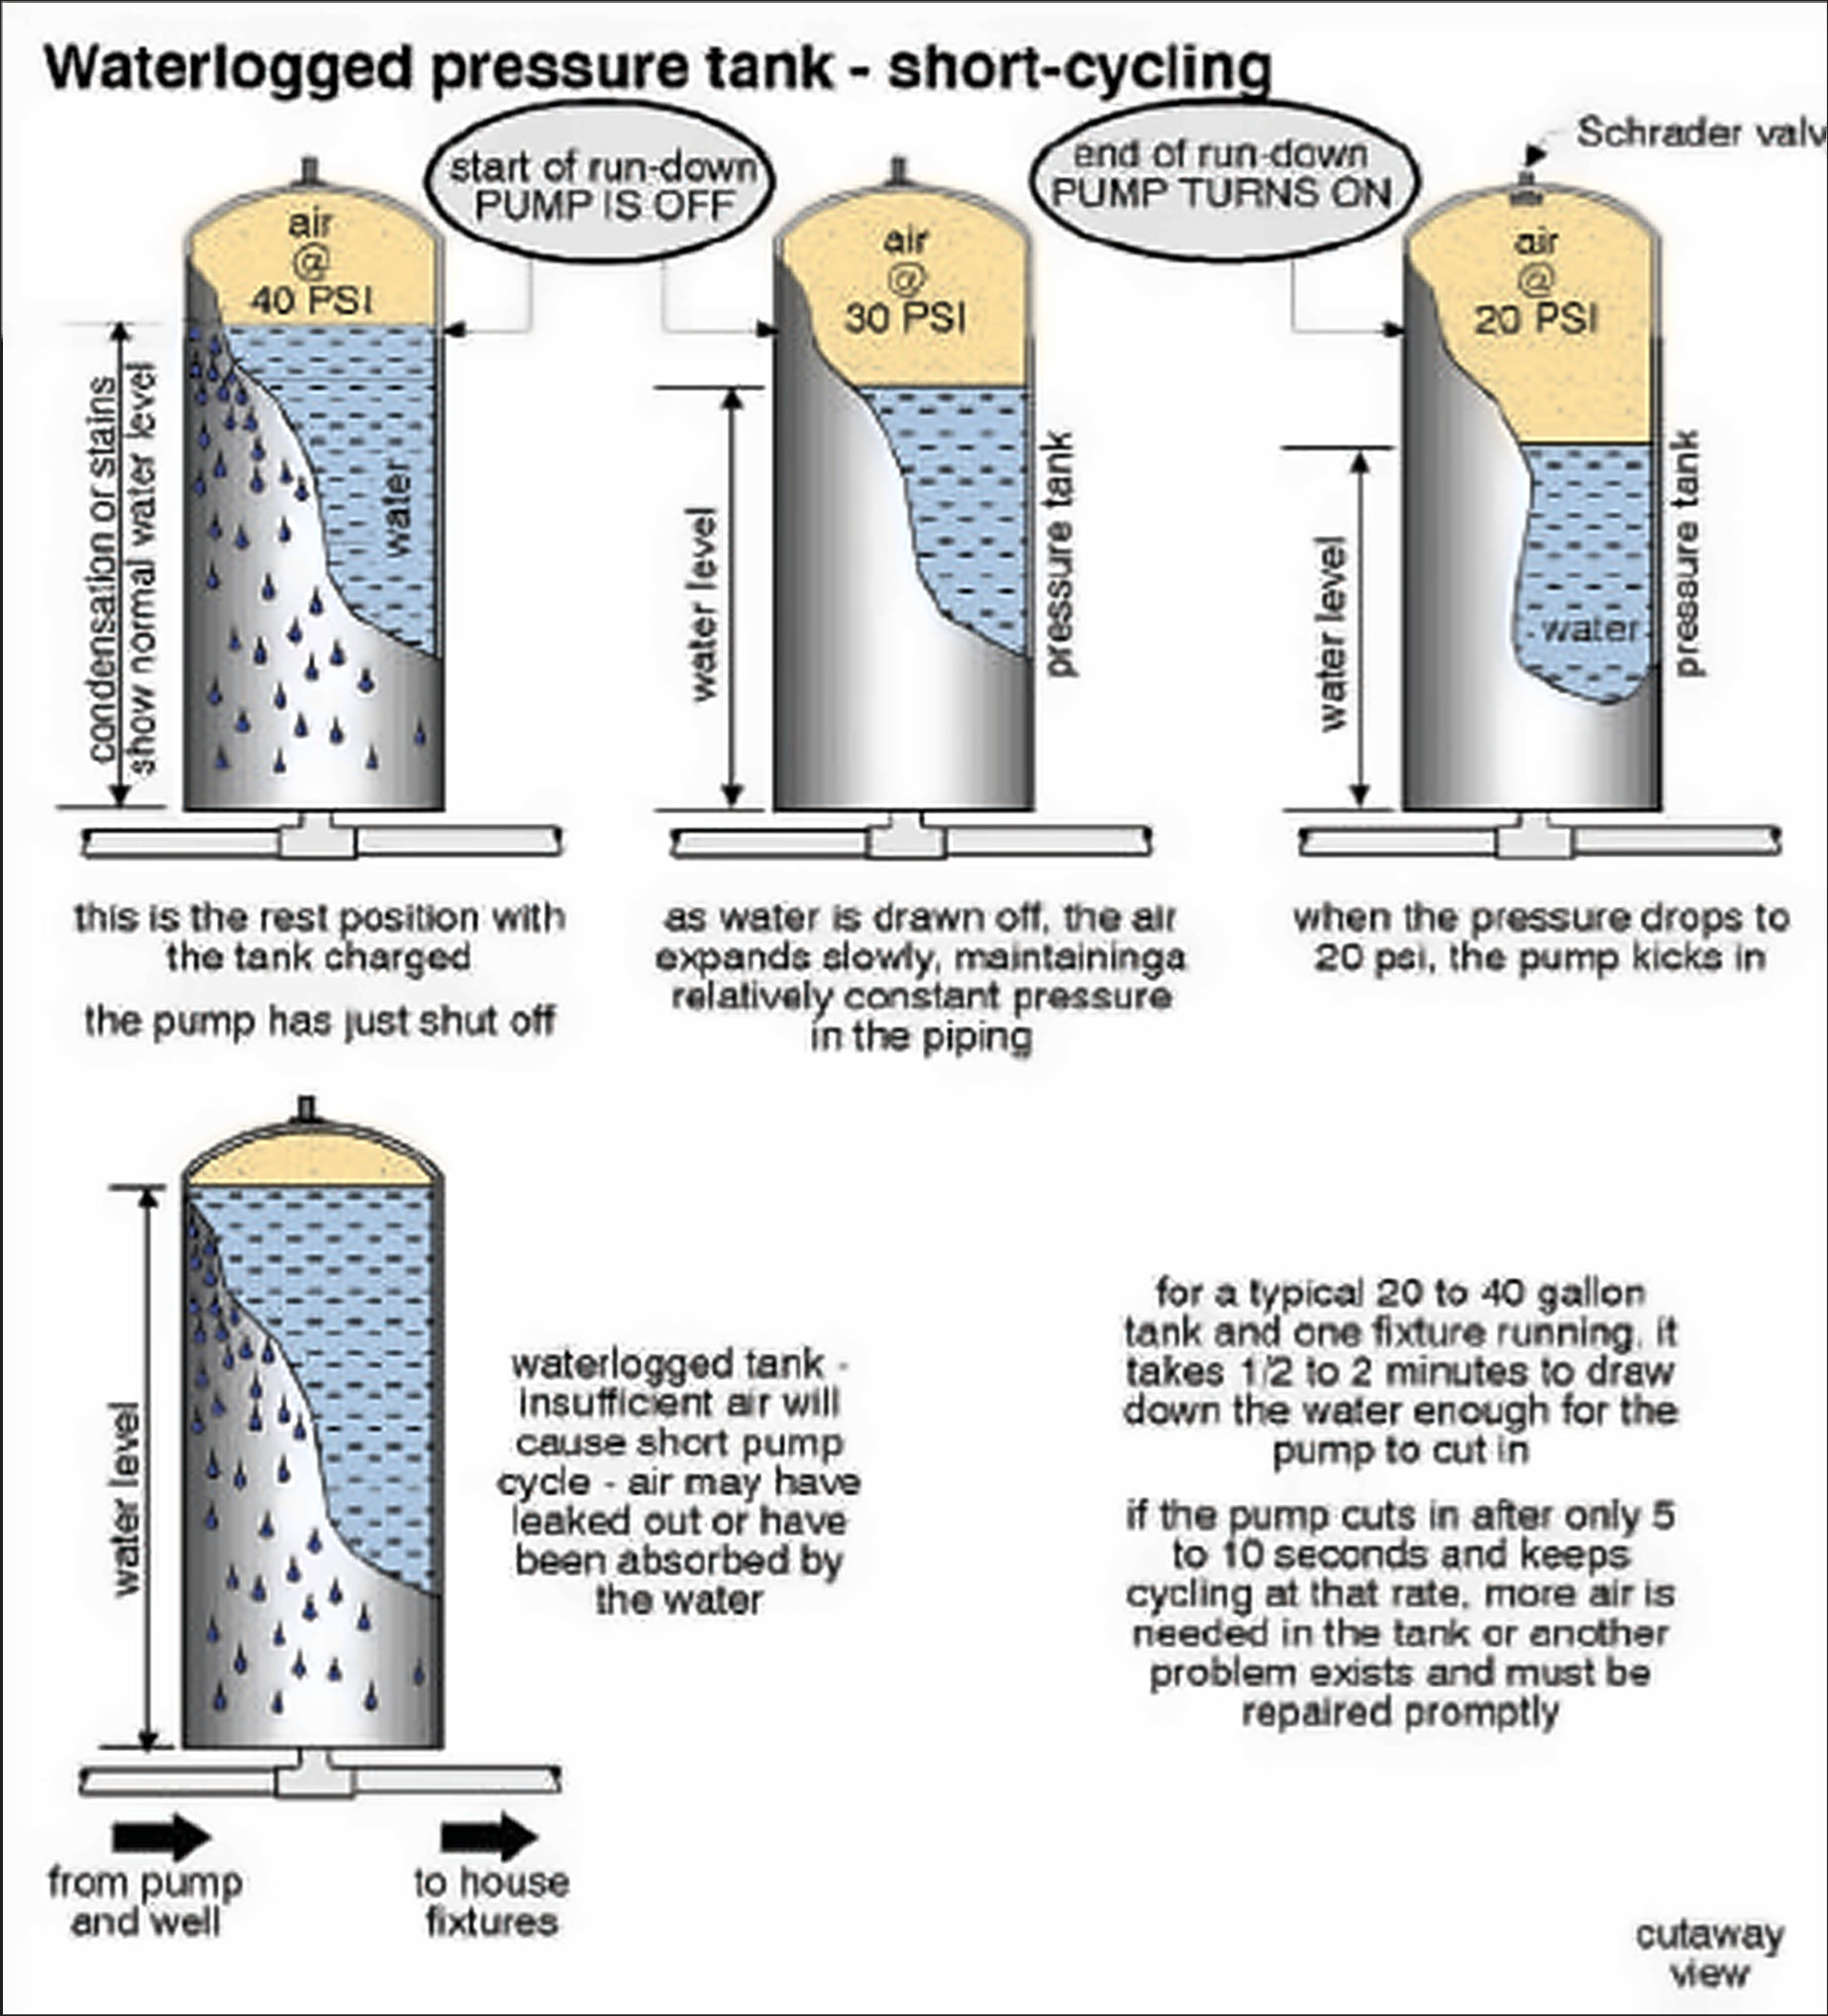 Waterlogged pressure tank - short-cycling
start of run-down
PUMP IS OFF
end of run-down
PUMP TURNS ON
Schrader valv
air
@
40 PSI
air
@
30 PSI
air
@
20 PSI
condensation or stains
show normal water level
water
water level
pressure tank
water level
water
pressure tank
this is the rest position with
the tank charged
the pump has just shut off
as water is drawn off, the air
expands slowly, maintaininga
relatively constant pressure
in the piping
when the pressure drops to
20 psi, the pump kicks in
water level
waterlogged tank -
insufficient air will
cause short pump
cycle - air may have
leaked out or have
been absorbed by
the water
for a typical 20 to 40 gallon
tank and one fixture running, it
takes 1/2 to 2 minutes to draw
down the water enough for the
pump to cut in
if the pump cuts in after only 5
to 10 seconds and keeps
cycling at that rate, more air is
needed in the tank or another
problem exists and must be
repaired promptly
from pump
and well
to house
fixtures
cutaway
view